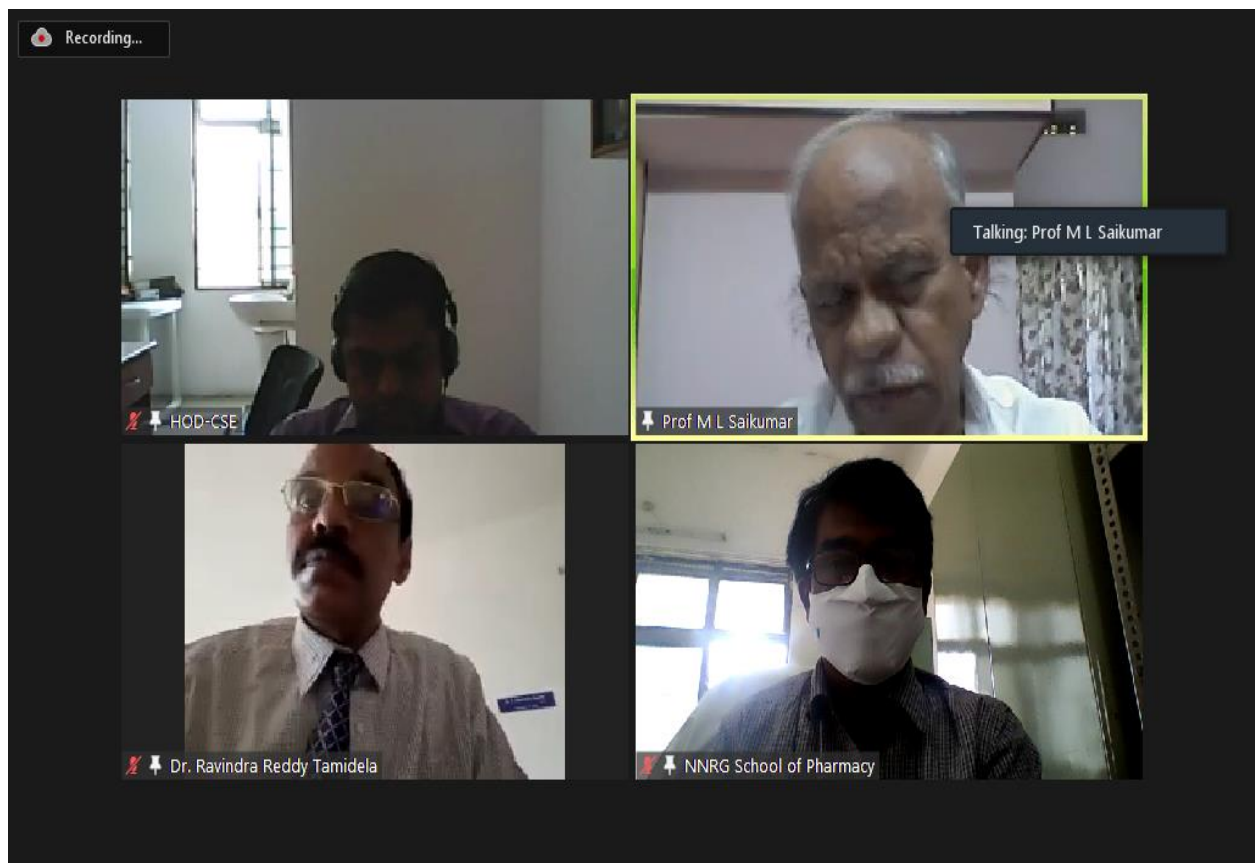 Recording...
Talking: Prof M L Saikumar
HOD-CSE
Prof M L Saikumar
Dr. Ravindra Reddy Tamidela
NNRG School of Pharmacy